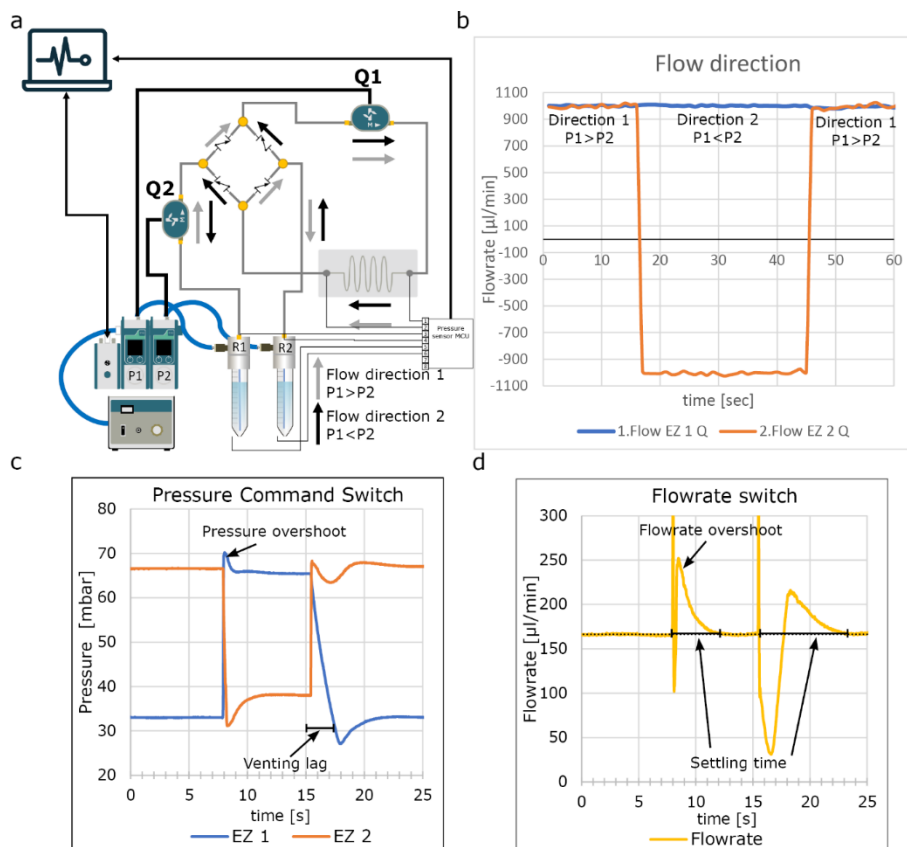 a
Q1
Q2
P1
P2
R1
R2
Pressure
sensor MCU
Flow direction 1
P1>P2
Flow direction 2
P1<P2
b
Flow direction
Flowrate [µl/min]
1100
900
700
500
300
100
-100
-300
-500
-700
-900
-1100
Direction 1
P1>P2
Direction 2
P1<P2
Direction 1
P1>P2
0 10 20 30 40 50 60
time [sec]
1.Flow EZ 1 Q 2.Flow EZ 2 Q
c
Pressure Command Switch
Pressure [mbar]
80
70
60
50
40
30
20
Pressure overshoot
Venting lag
0 5 10 15 20 25
time [s]
EZ 1 EZ 2
d
Flowrate switch
Flowrate [µl/min]
300
250
200
150
100
50
0
Flowrate overshoot
Settling time
0 5 10 15 20 25
time [s]
Flowrate